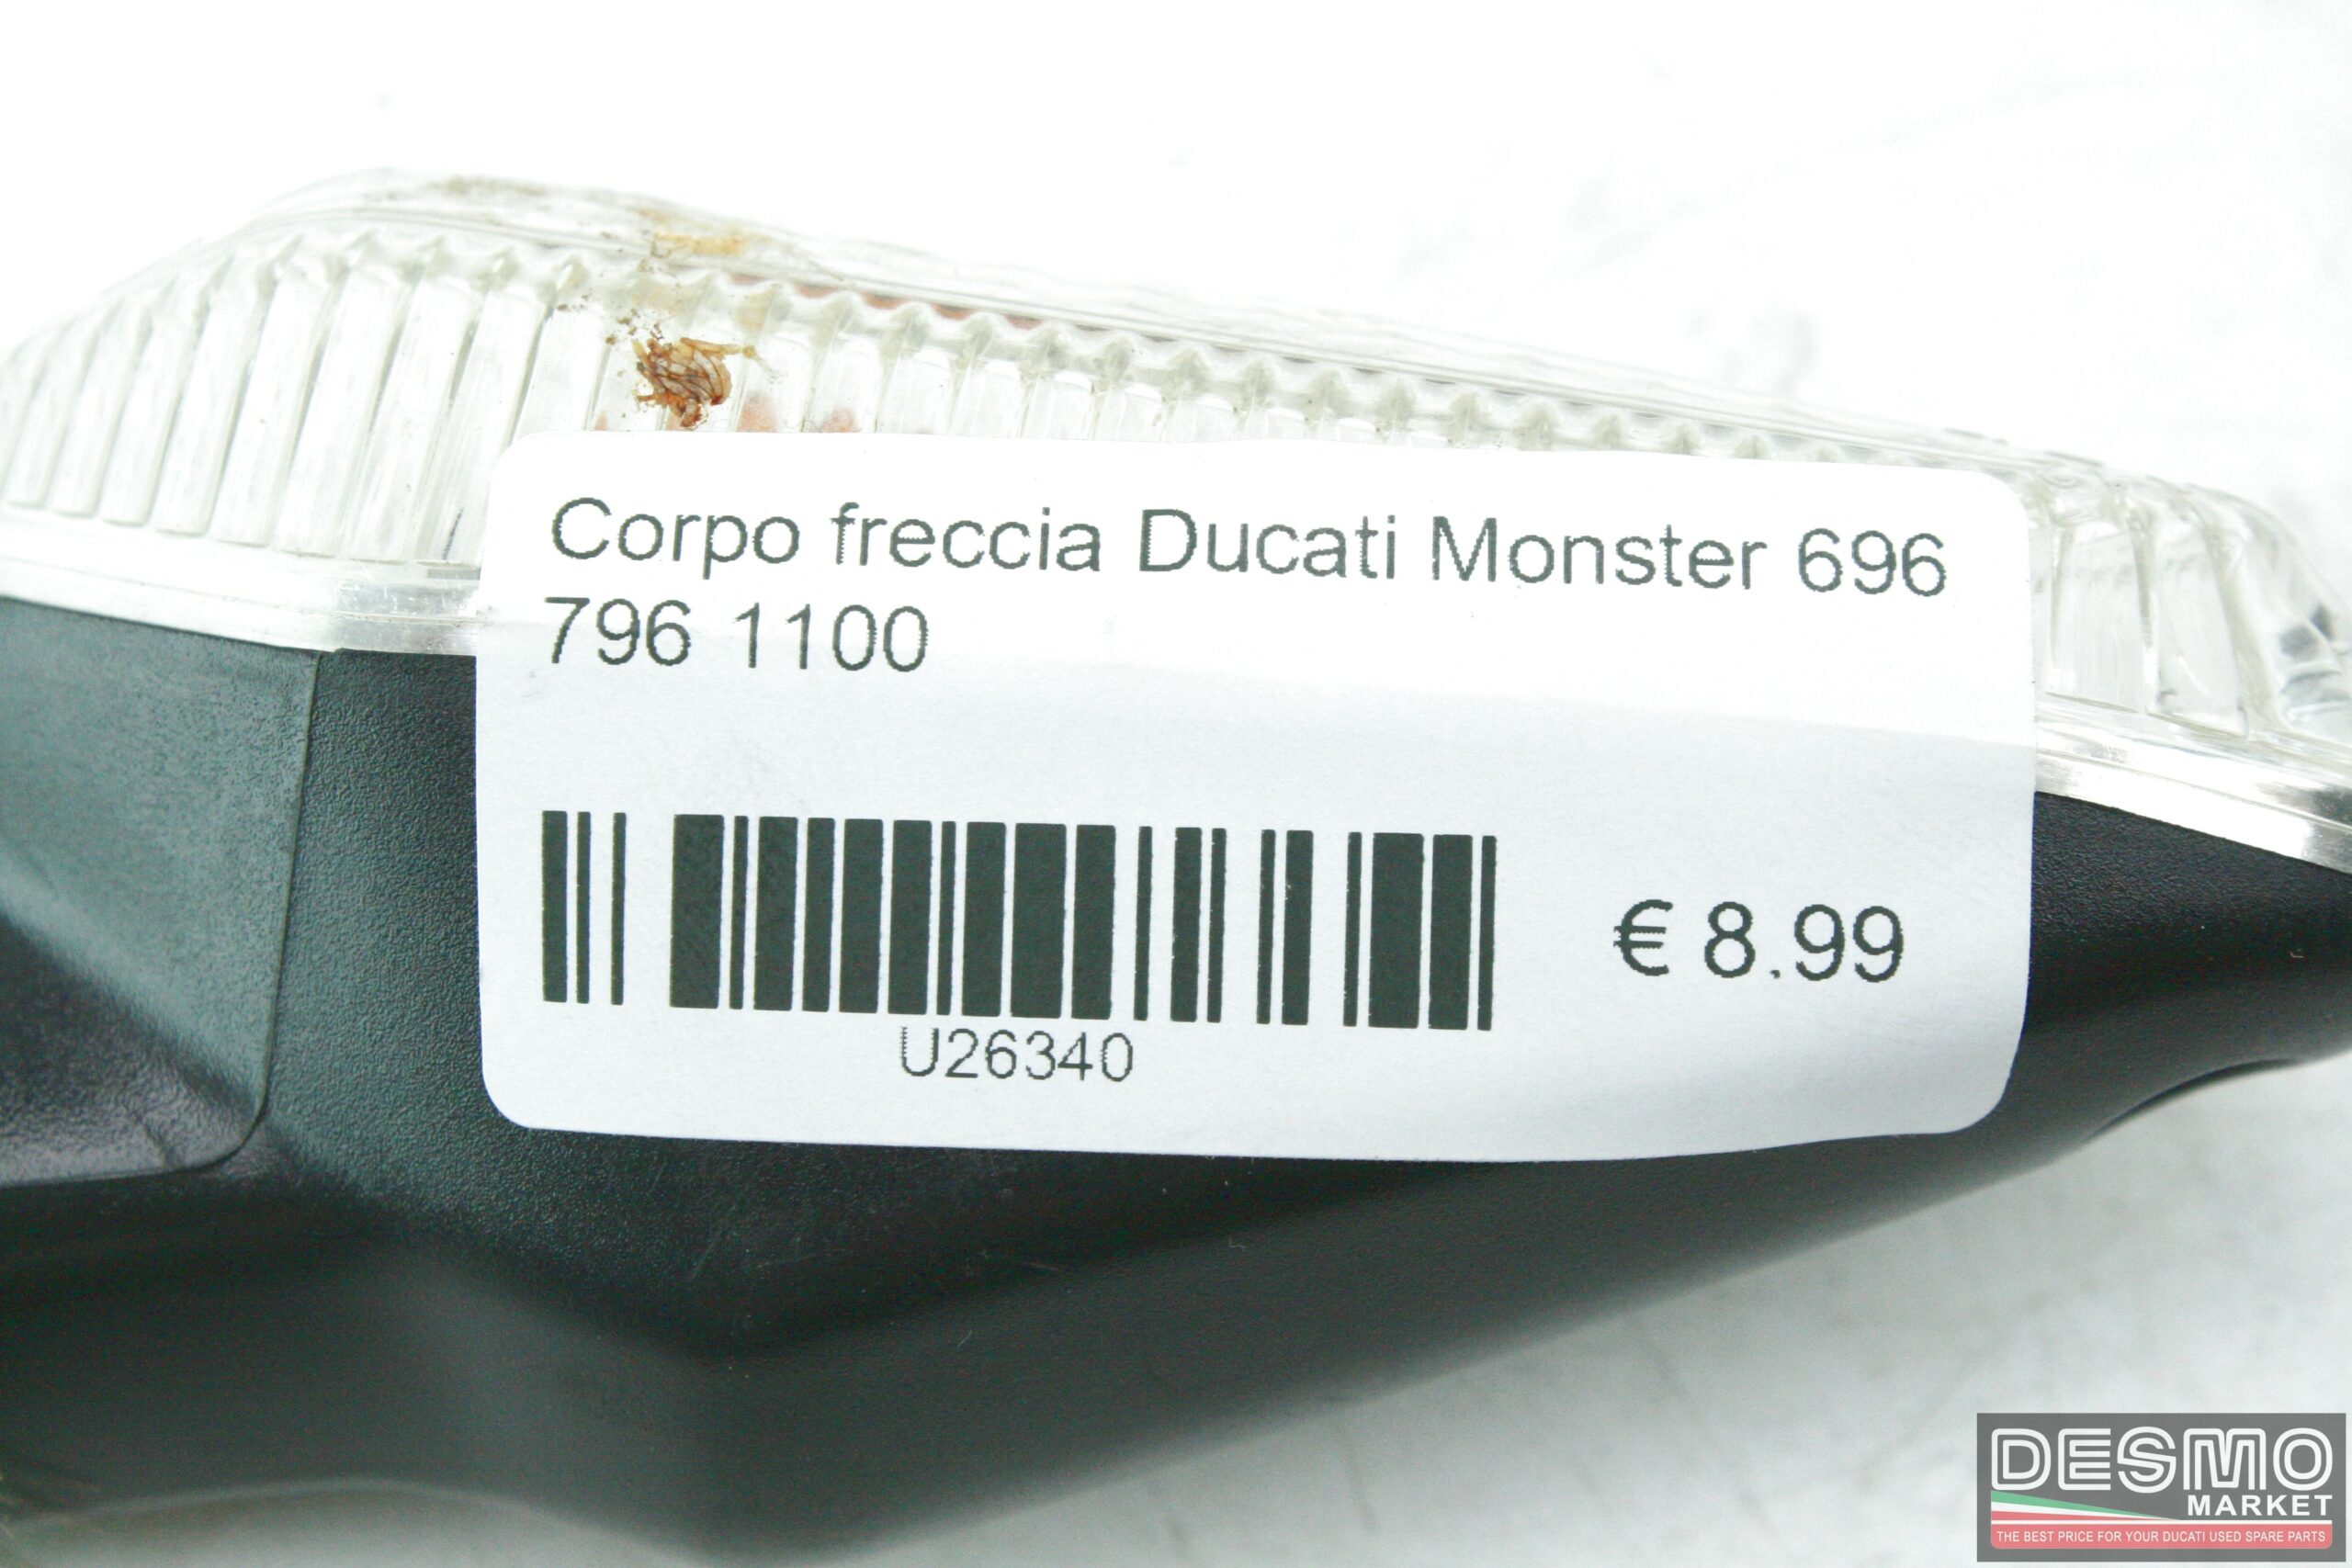 Corpo freccia Ducati Monster 696
796 1100
€ 8.99
U26340
DESMO
MARKET
THE BEST PRICE FOR YOUR DUCATI USED SPARE PARTS